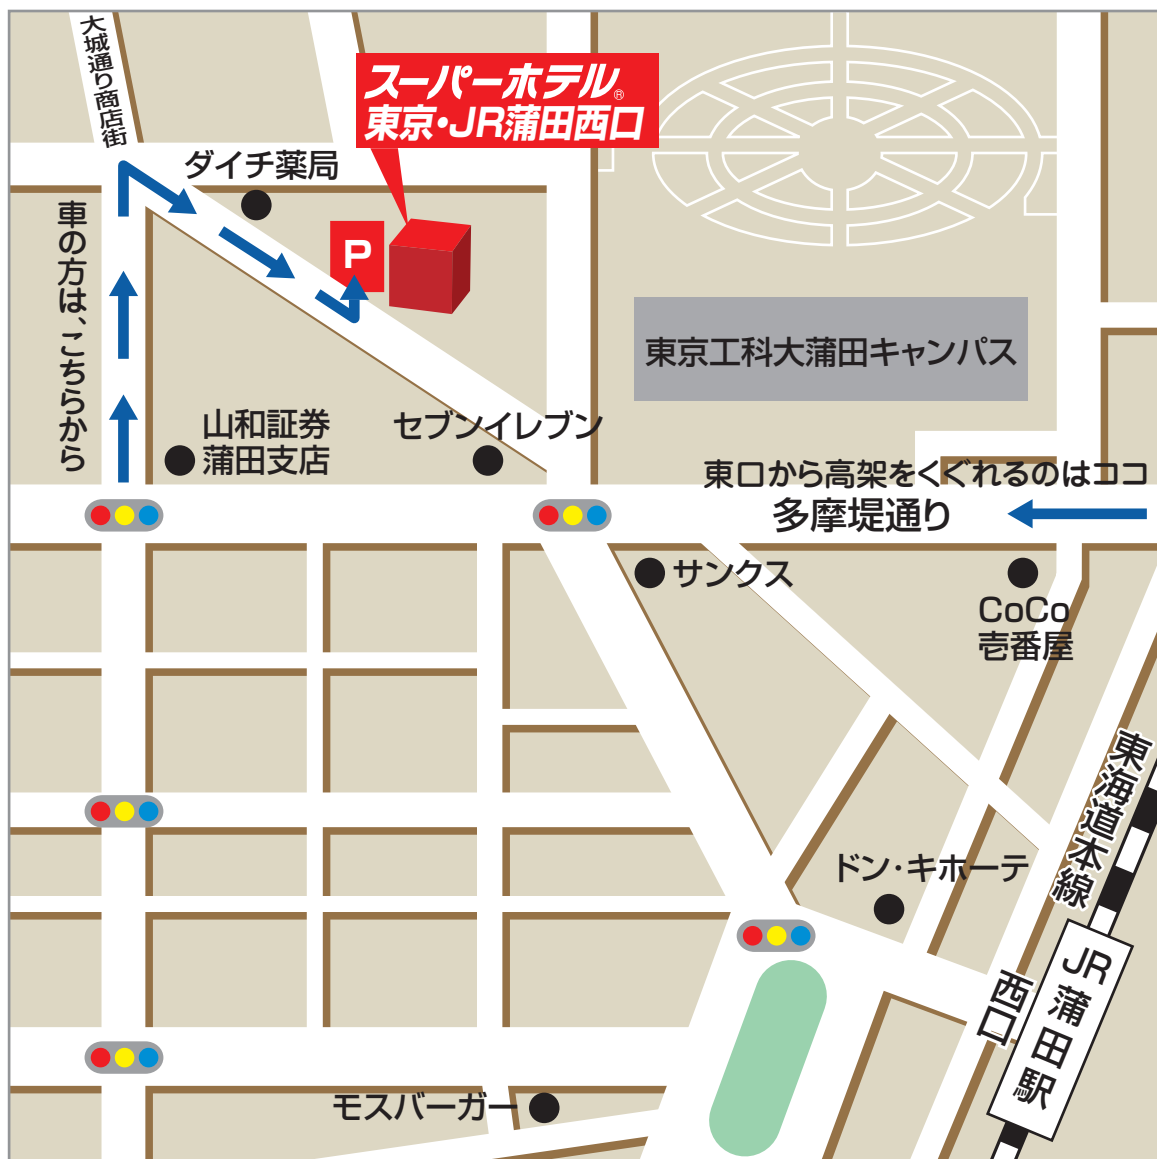 大城通り商店街
スーパーホテル®
東京・JR蒲田西口
ダイチ薬局
P
車の方は、こちらから
東京工科大蒲田キャンパス
山和証券
蒲田支店
セブンイレブン
東口から高架をくぐれるのはココ
多摩堤通り
サンクス
CoCo
壱番屋
東海道本線
ドン・キホーテ
JR蒲田駅
西口
モスバーガー